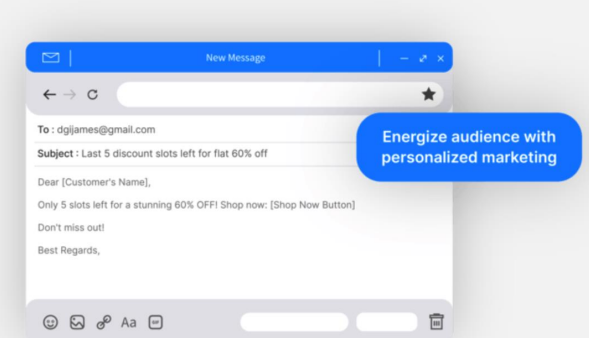 New Message
To : dgijames@gmail.com
Subject : Last 5 discount slots left for flat 60% off
Energize audience with
personalized marketing
Dear [Customer's Name],
Only 5 slots left for a stunning 60% OFF! Shop now: [Shop Now Button]
Don't miss out!
Best Regards,
Aa
GIF